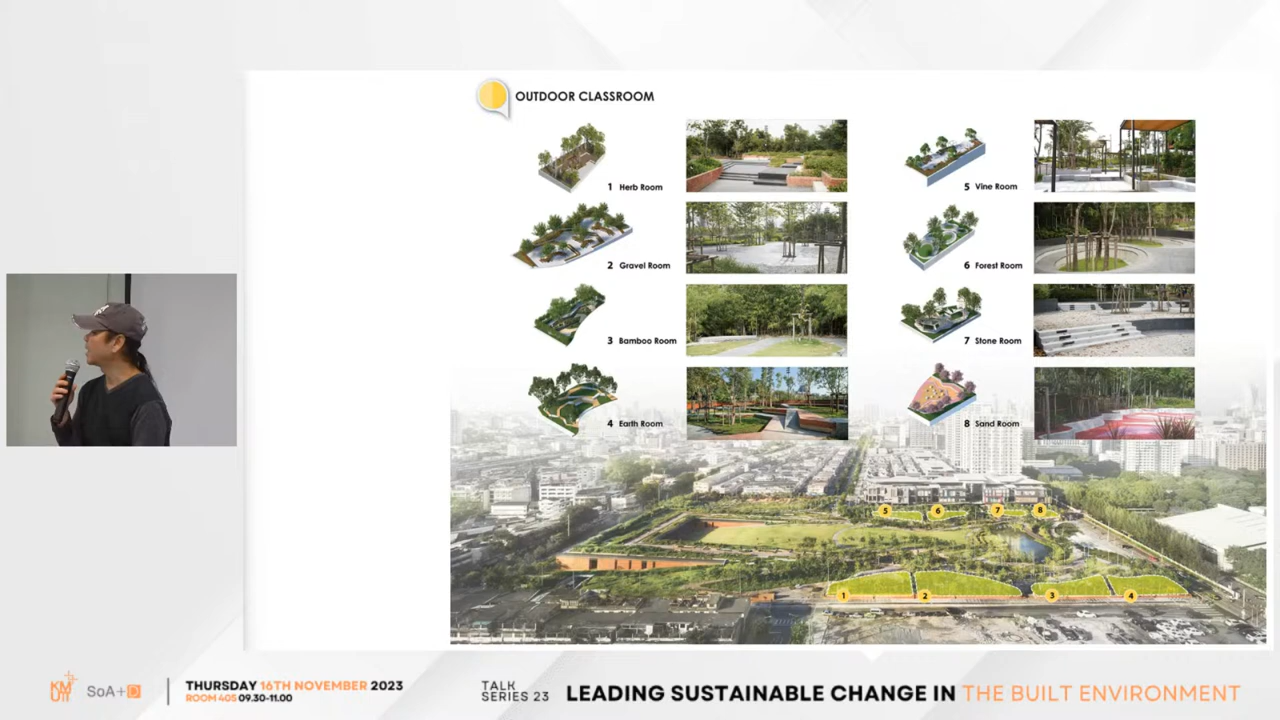 OUTDOOR CLASSROOM
1 Herb Room
2 Gravel Room
3 Bamboo Room
4 Earth Room
5 Vine Room
6 Forest Room
7 Stone Room
8 Sand Room
5
6
7
8
1
2
3
4
KM
UTT
SoA+D
THURSDAY 16TH NOVEMBER 2023
ROOM 405 09.30-11.00
TALK
SERIES 23
LEADING SUSTAINABLE CHANGE IN THE BUILT ENVIRONMENT